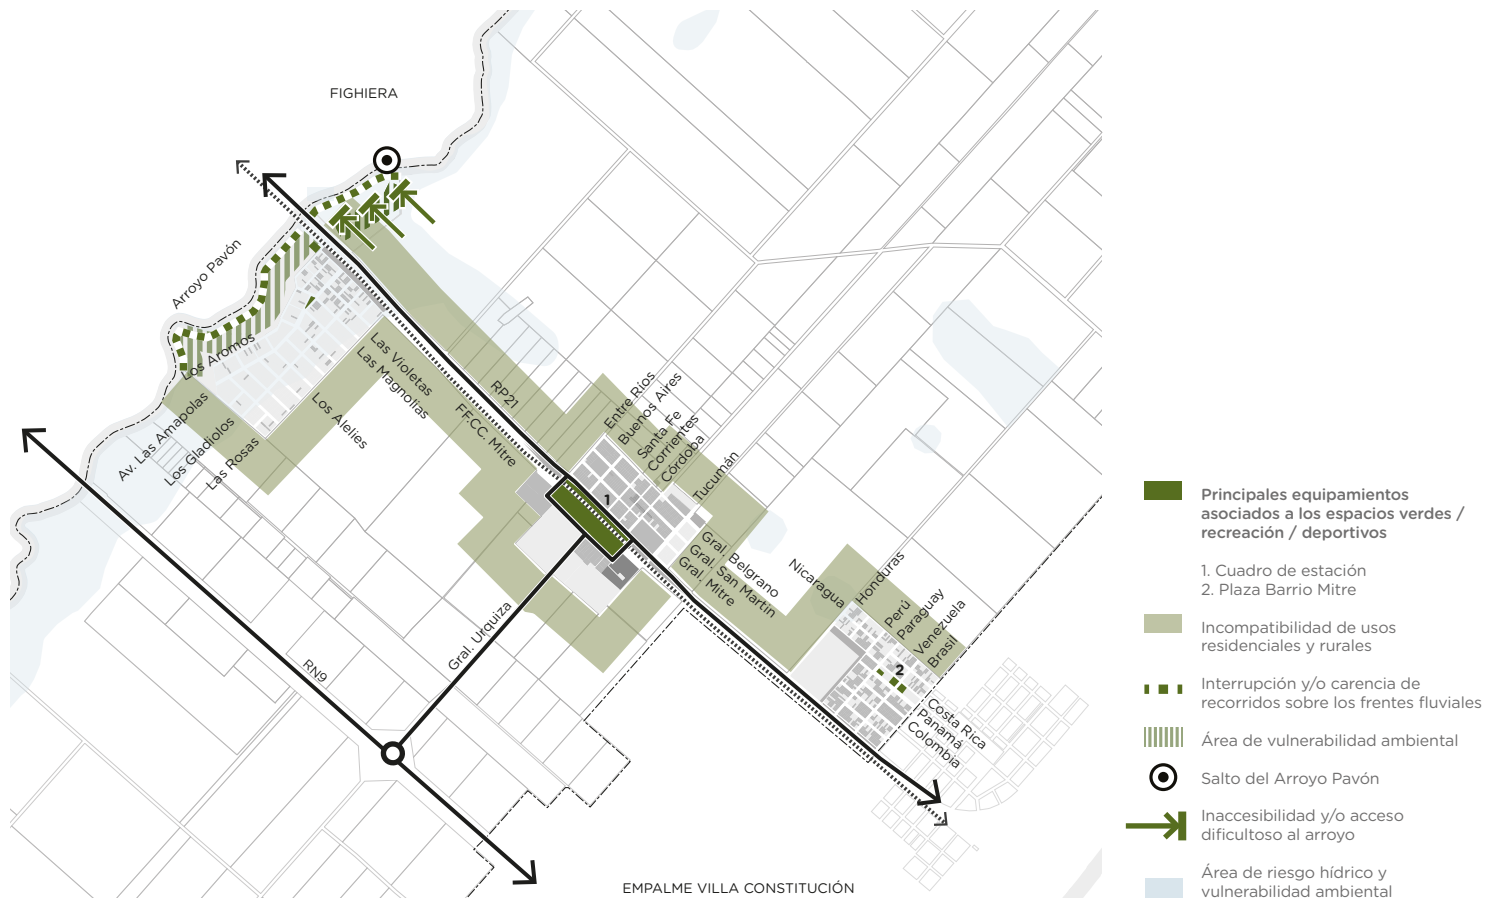 FIGHIERA
Arroyo Pavón
Los Aromos
Las Violetas
Las Magnolias
Los Alelies
Av. Las Amapolas
Los Gladiolos
Las Rosas
RP21
FF.CC. Mitre
Entre Ríos
Buenos Aires
Santa Fe
Corrientes
Córdoba
Tucumán
1
Gral. Belgrano
Gral. San Martin
Gral. Mitre
Nicaragua
Honduras
Perú
Paraguay
Venezuela
Brasil
2
Costa Rica
Panamá
Colombia
Gral. Urquiza
RN9
EMPALME VILLA CONSTITUCIÓN
Principales equipamientos
asociados a los espacios verdes /
recreación / deportivos
1. Cuadro de estación
2. Plaza Barrio Mitre
Incompatibilidad de usos
residenciales y rurales
Interrupción y/o carencia de
recorridos sobre los frentes fluviales
Área de vulnerabilidad ambiental
Salto del Arroyo Pavón
Inaccesibilidad y/o acceso
dificultoso al arroyo
Área de riesgo hídrico y
vulnerabilidad ambiental